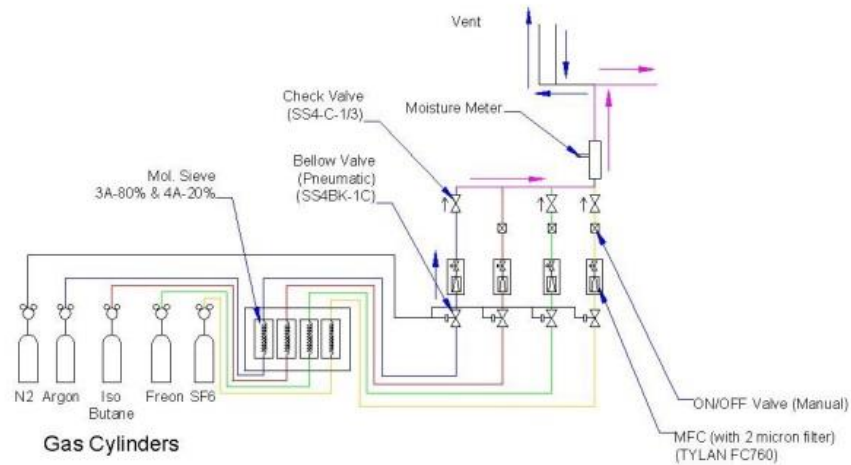 Vent
Check Valve
(SS4-C-1/3)
Moisture Meter
Mol. Sieve
3A-80% & 4A-20%
Bellow Valve
(Pneumatic)
(SS4BK-1C)
N2 Argon Iso Butane Freon SF6
Gas Cylinders
ON/OFF Valve (Manual)
MFC (with 2 micron filter)
(TYLAN FC760)